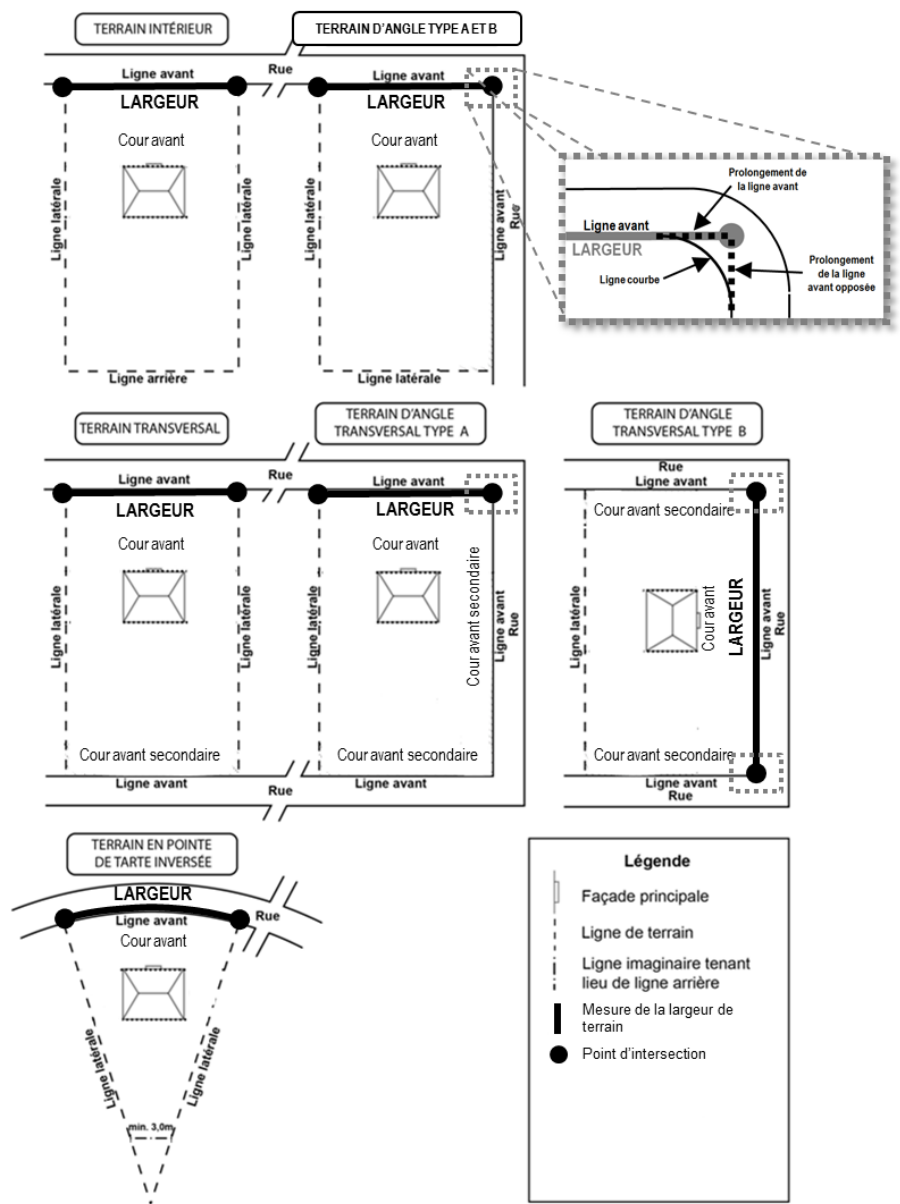 TERRAIN INTÉRIEUR
TERRAIN D'ANGLE TYPE A ET B
Ligne avant
Rue
Ligne avant
LARGEUR
LARGEUR
Cour avant
Cour avant
Ligne latérale
Ligne latérale
Ligne latérale
Ligne avant
Rue
Ligne arrière
Ligne latérale
Prolongement de
la ligne avant
Ligne avant
LARGEUR
Ligne courbe
Prolongement
de la ligne
avant opposée
TERRAIN TRANSVERSAL
TERRAIN D'ANGLE
TRANSVERSAL TYPE A
TERRAIN D'ANGLE
TRANSVERSAL TYPE B
Ligne avant
Rue
Ligne avant
LARGEUR
LARGEUR
Cour avant
Cour avant
Ligne latérale
Ligne latérale
Ligne latérale
Cour avant secondaire
Ligne avant
Rue
Cour avant secondaire
Cour avant secondaire
Ligne avant
Rue
Ligne avant
Rue
Ligne avant
Cour avant secondaire
Ligne latérale
Cour avant
LARGEUR
Ligne avant
Rue
Cour avant secondaire
Ligne avant
Rue
TERRAIN EN POINTE
DE TARTE INVERSÉE
LARGEUR
Ligne avant
Rue
Cour avant
Ligne latérale
Ligne latérale
min. 3,0m
Légende
Façade principale
Ligne de terrain
Ligne imaginaire tenant
lieu de ligne arrière
Mesure de la largeur de
terrain
Point d'intersection